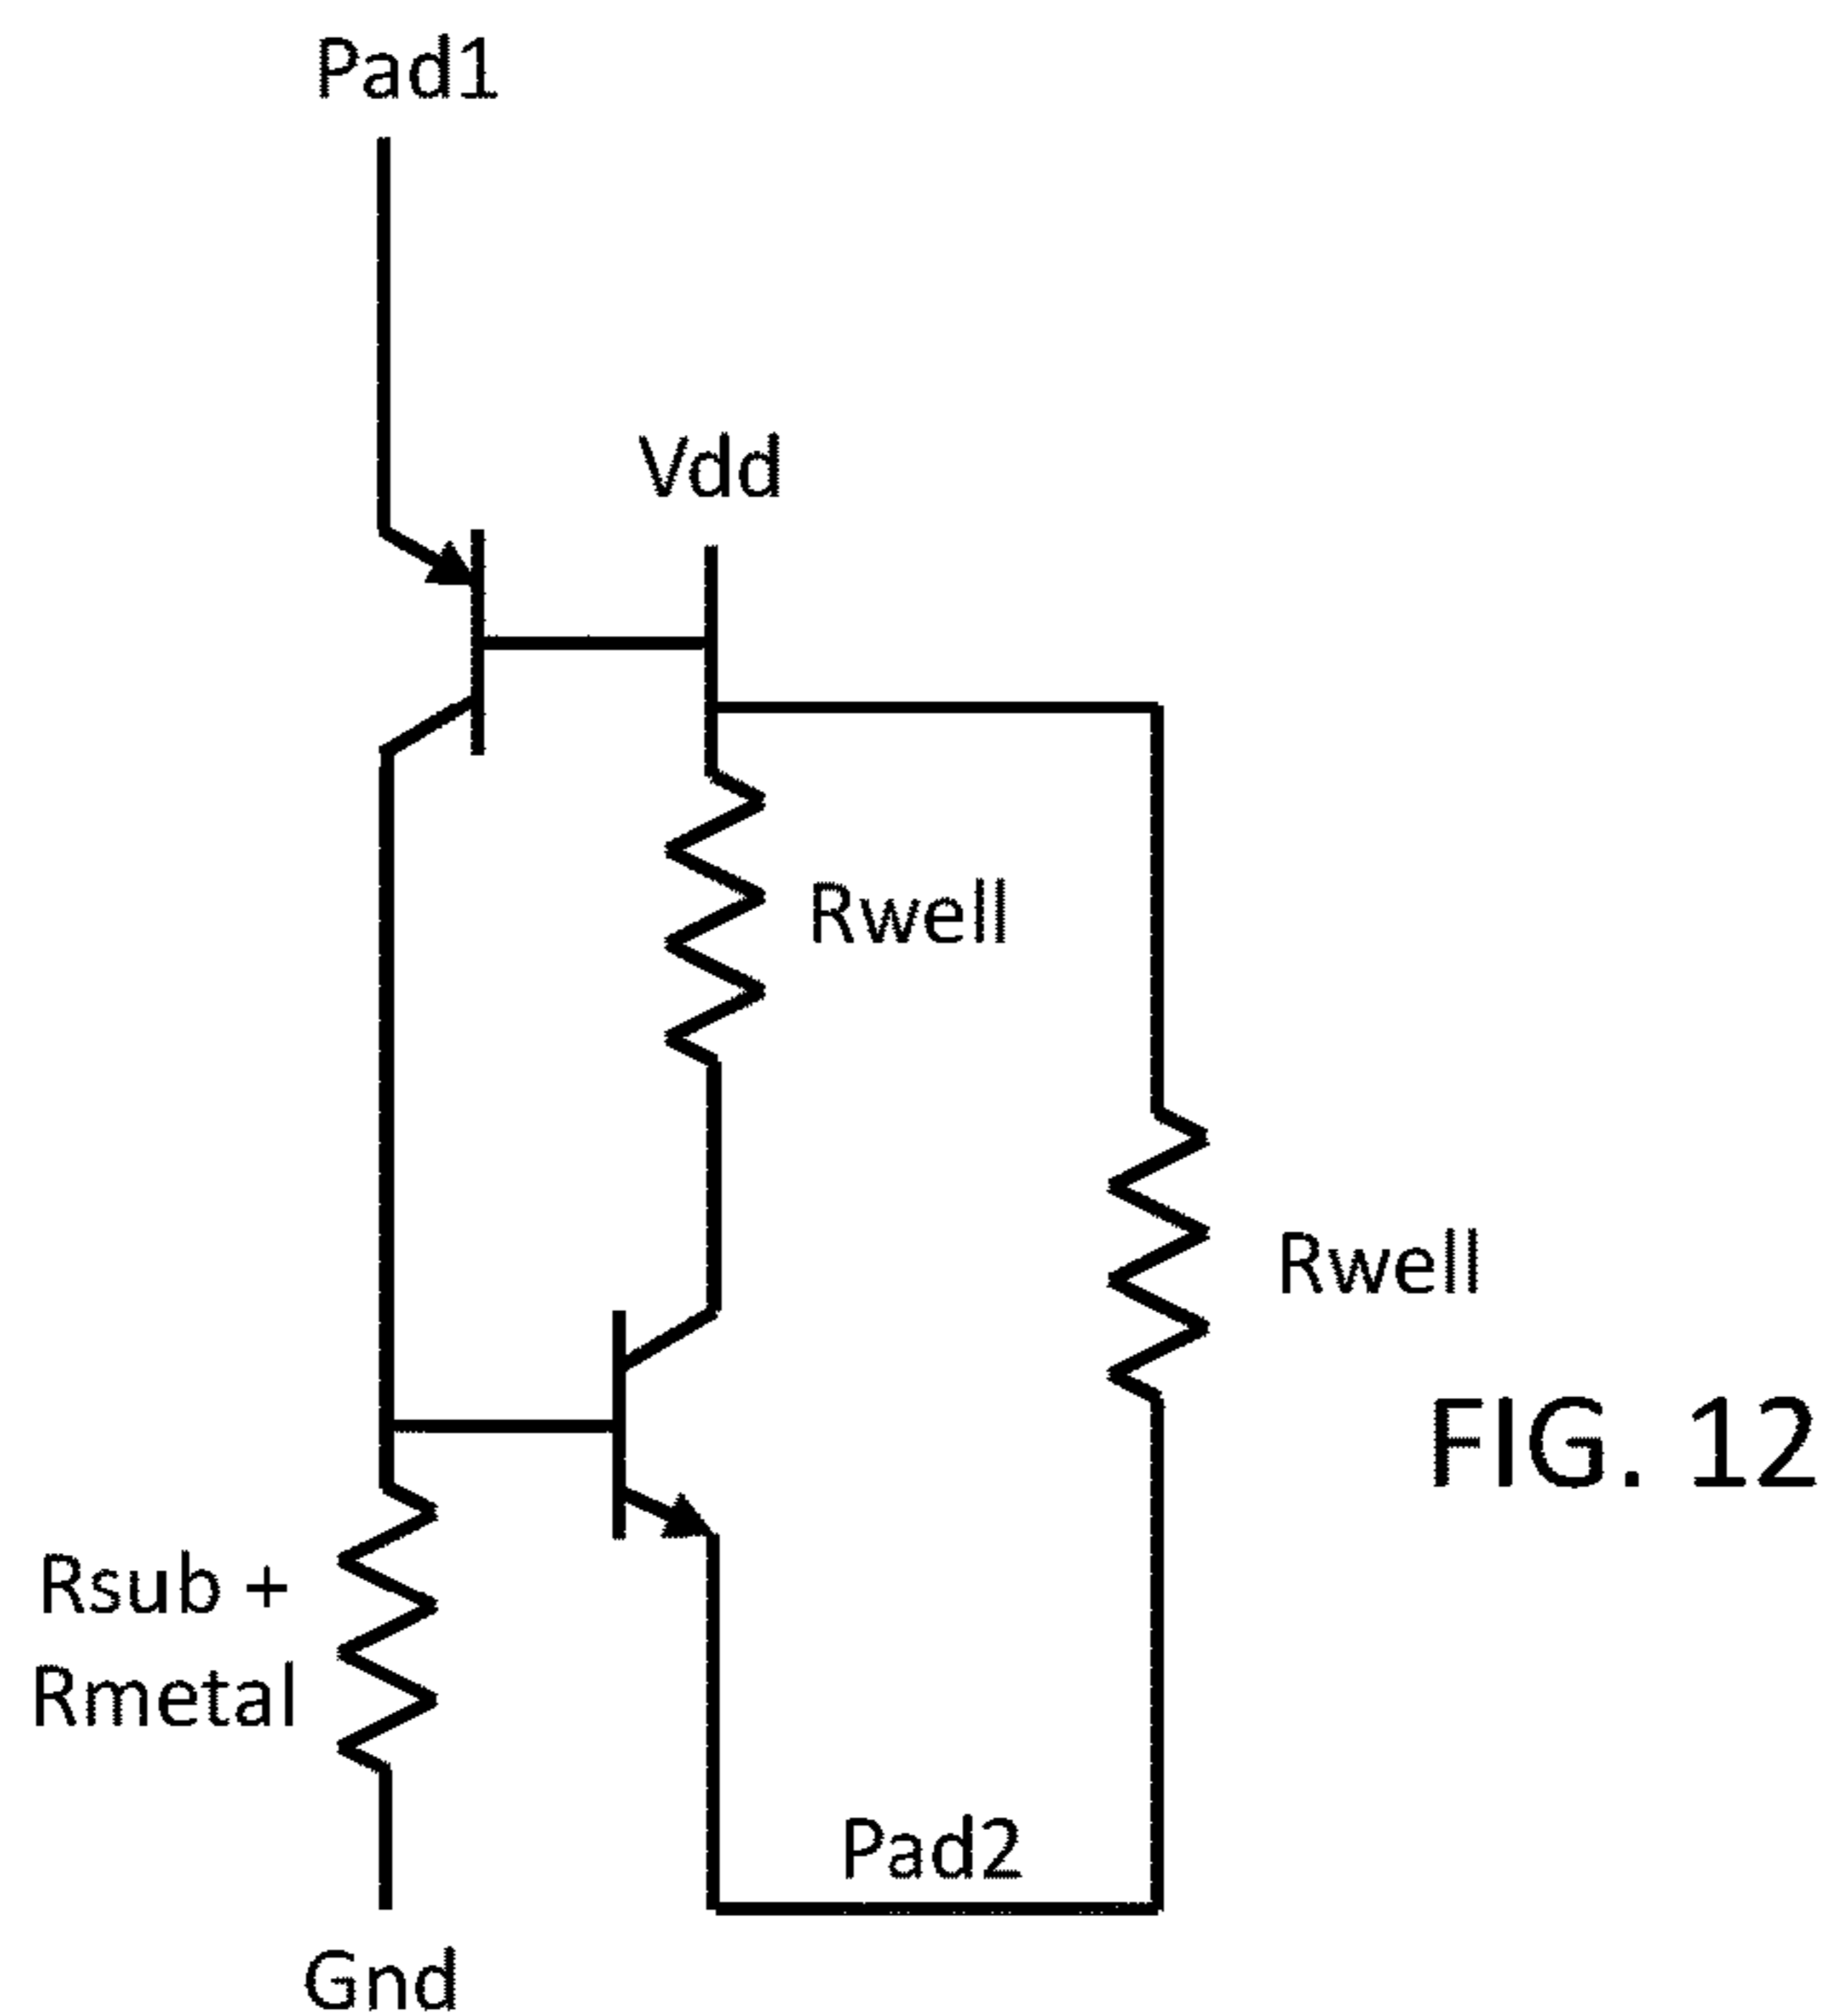 Pad1
Vdd
Rwell
Rwell
FIG. 12
Rsub +
Rmetal
Pad2
Gnd